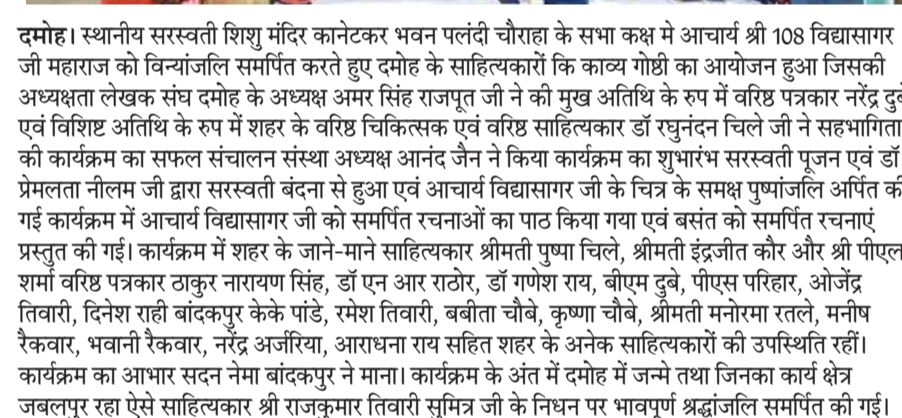 दमोह। स्थानीय सरस्वती शिशु मंदिर कानेटकर भवन पलंदी चौराहा के सभा कक्ष मे आचार्य श्री 108 विद्यासागर
जी महाराज को विन्यांजलि समर्पित करते हुए दमोह के साहित्यकारों कि काव्य गोष्ठी का आयोजन हुआ जिसकी
अध्यक्षता लेखक संघ दमोह के अध्यक्ष अमर सिंह राजपूत जी ने की मुख अतिथि के रुप में वरिष्ठ पत्रकार नरेंद्र
एवं विशिष्ट अतिथि के रुप में शहर के वरिष्ठ चिकित्सक एवं वरिष्ठ साहित्यकार डॉ रघुनंदन चिले जी ने सहभागिता
की कार्यक्रम का सफल संचालन संस्था अध्यक्ष आनंद जैन ने किया कार्यक्रम का शुभारंभ सरस्वती पूजन एवं डॉ
प्रेमलता नीलम जी द्वारा सरस्वती बंदना से हुआ एवं आचार्य विद्यासागर जी के चित्र के समक्ष पुष्पांजलि अर्पित की
गई कार्यक्रम में आचार्य विद्यासागर जी को समर्पित रचनाओं का पाठ किया गया एवं बसंत को समर्पित रचनाएं
प्रस्तुत की गई। कार्यक्रम में शहर के जाने-माने साहित्यकार श्रीमती पुष्पा चिले, श्रीमती इंद्रजीत कौर और श्री पीएल
शर्मा वरिष्ठ पत्रकार ठाकुर नारायण सिंह, डॉ एन आर राठोर, डॉ गणेश राय, बीएम दुबे, पीएस परिहार, ओजेंद्र
तिवारी, दिनेश राही बांदकपुर केके पांडे, रमेश तिवारी, बबीता चौबे, कृष्णा चौबे, श्रीमती मनोरमा रतले, मनीष
रैकवार, भवानी रैकवार, नरेंद्र अर्जरिया, आराधना राय सहित शहर के अनेक साहित्यकारों की उपस्थिति रहीं।
कार्यक्रम का आभार सदन नेमा बांदकपुर ने माना। कार्यक्रम के अंत में दमोह में जन्मे तथा जिनका कार्य क्षेत्र
जबलपुर रहा ऐसे साहित्यकार श्री राजकुमार तिवारी सुमित्र जी के निधन पर भावपूर्ण श्रद्धांजलि समर्पित की गई।